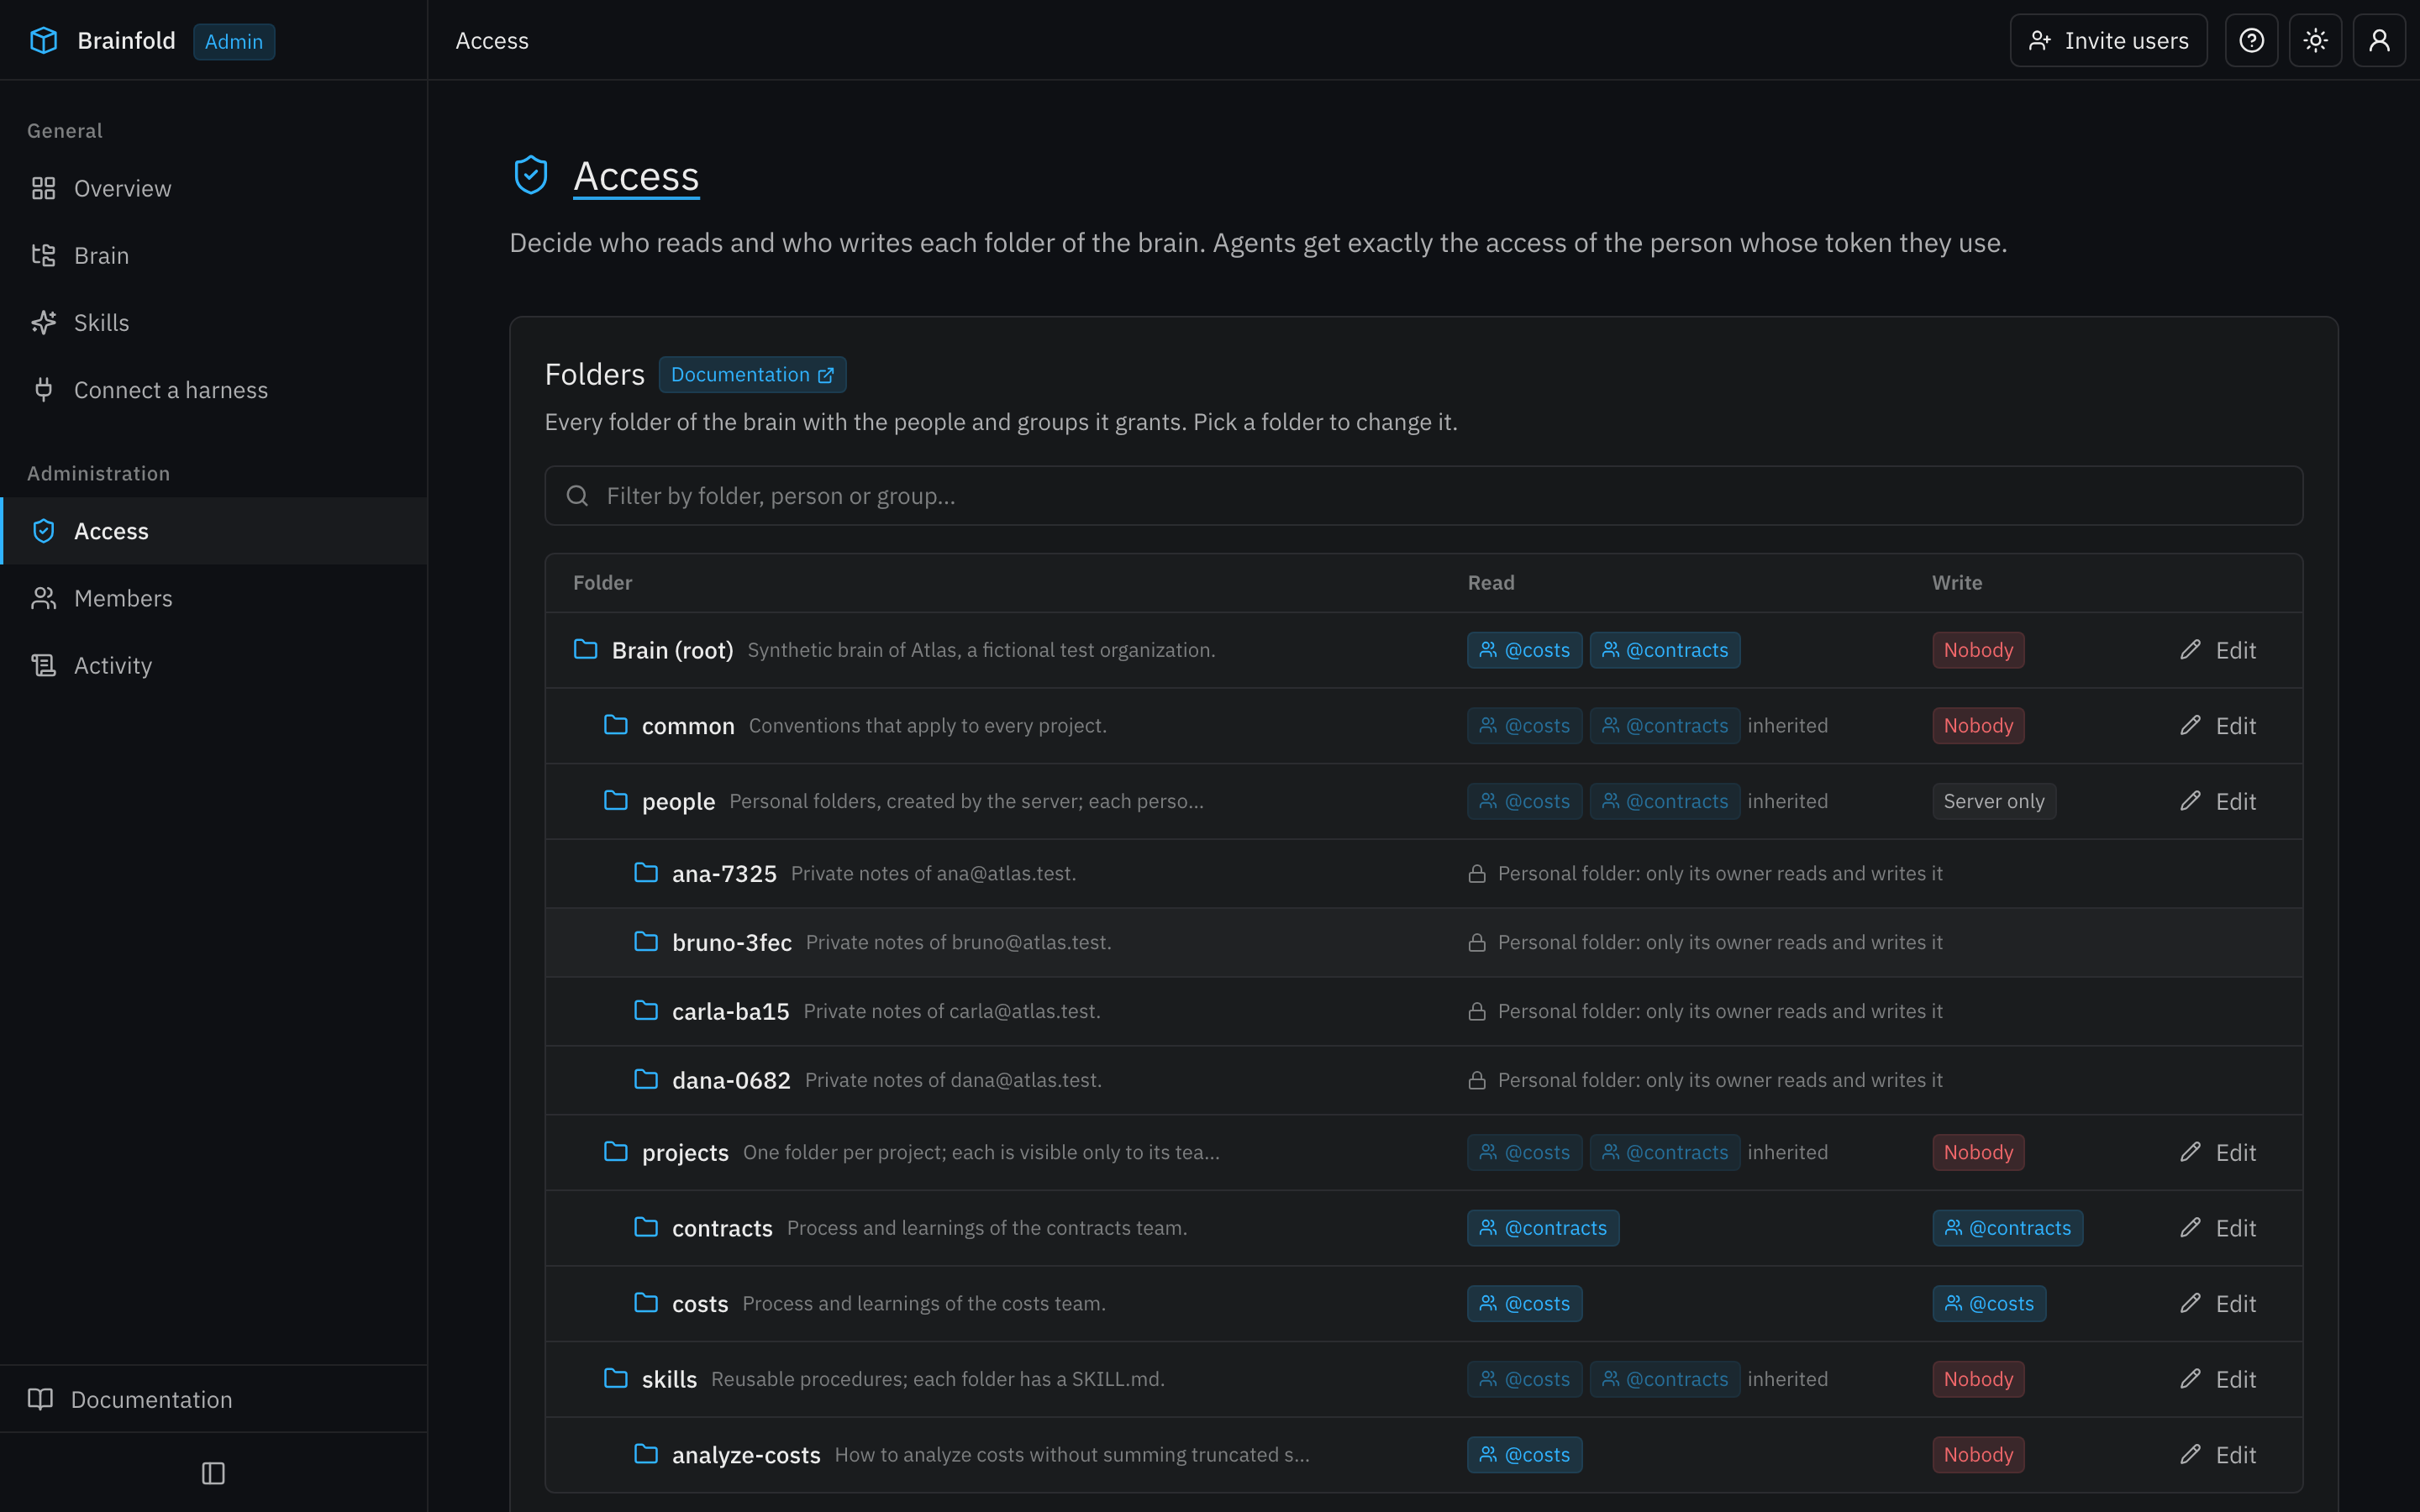 Brainfold Admin
Access
Invite users
General
Overview
Brain
Skills
Connect a harness
Administration
Access
Members
Activity
Documentation
Access
Decide who reads and who writes each folder of the brain. Agents get exactly the access of the person whose token they use.
Folders Documentation
Every folder of the brain with the people and groups it grants. Pick a folder to change it.
Filter by folder, person or group...
Folder Read Write
Brain (root) Synthetic brain of Atlas, a fictional test organization. @costs @contracts Nobody Edit
common Conventions that apply to every project. @costs @contracts inherited Nobody Edit
people Personal folders, created by the server; each perso... @costs @contracts inherited Server only Edit
ana-7325 Private notes of ana@atlas.test. Personal folder: only its owner reads and writes it
bruno-3fec Private notes of bruno@atlas.test. Personal folder: only its owner reads and writes it
carla-ba15 Private notes of carla@atlas.test. Personal folder: only its owner reads and writes it
dana-0682 Private notes of dana@atlas.test. Personal folder: only its owner reads and writes it
projects One folder per project; each is visible only to its tea... @costs @contracts inherited Nobody Edit
contracts Process and learnings of the contracts team. @contracts @contracts Edit
costs Process and learnings of the costs team. @costs @costs Edit
skills Reusable procedures; each folder has a SKILL.md. @costs @contracts inherited Nobody Edit
analyze-costs How to analyze costs without summing truncated s... @costs Nobody Edit